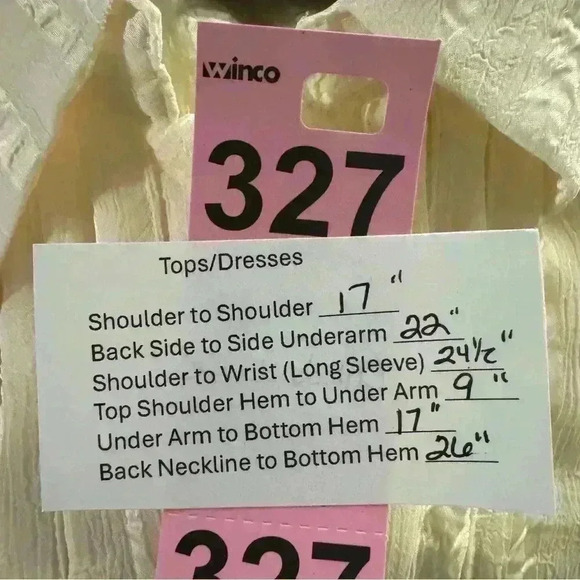 Winco
327
Tops/Dresses
Shoulder to Shoulder 17"
Back Side to Side Underarm 22"
Shoulder to Wrist (Long Sleeve) 24½"
Top Shoulder Hem to Under Arm 9"
Under Arm to Bottom Hem 17"
Back Neckline to Bottom Hem 26"
327